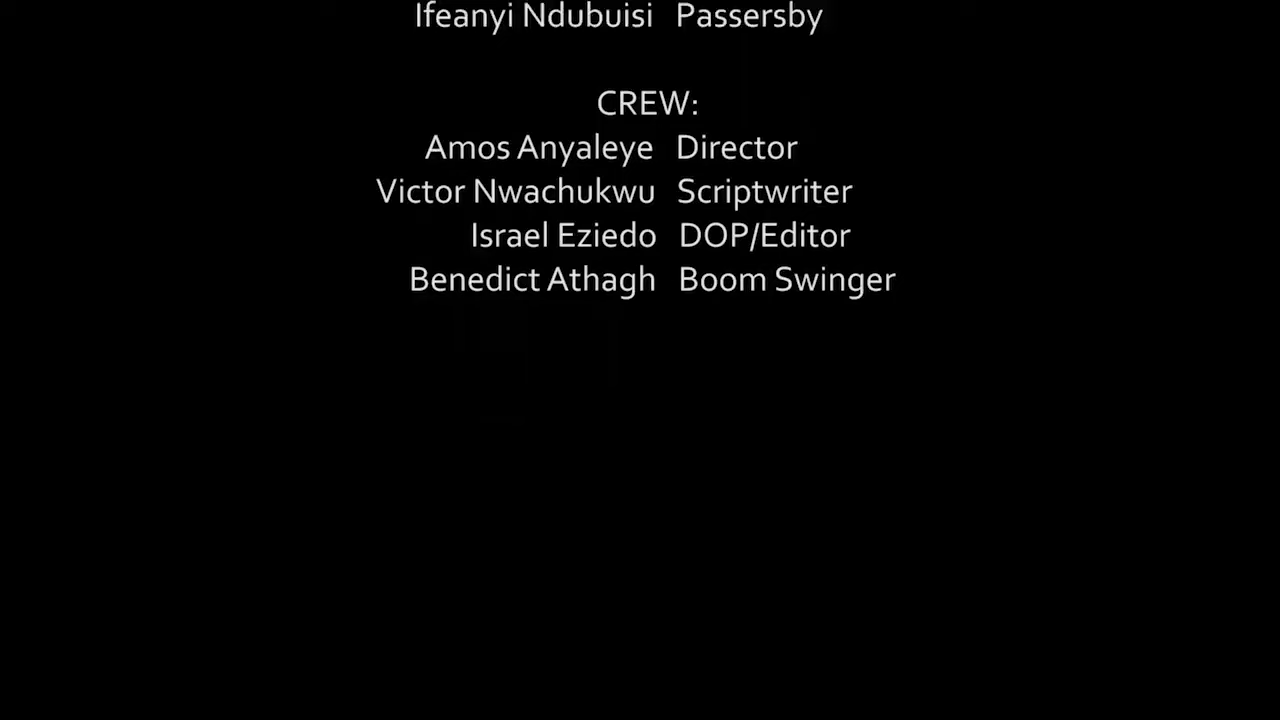 Ifeanyi Ndubuisi Passersby
CREW:
Amos Anyaleye Director
Victor Nwachukwu Scriptwriter
Israel Eziedo DOP/Editor
Benedict Athagh Boom Swinger